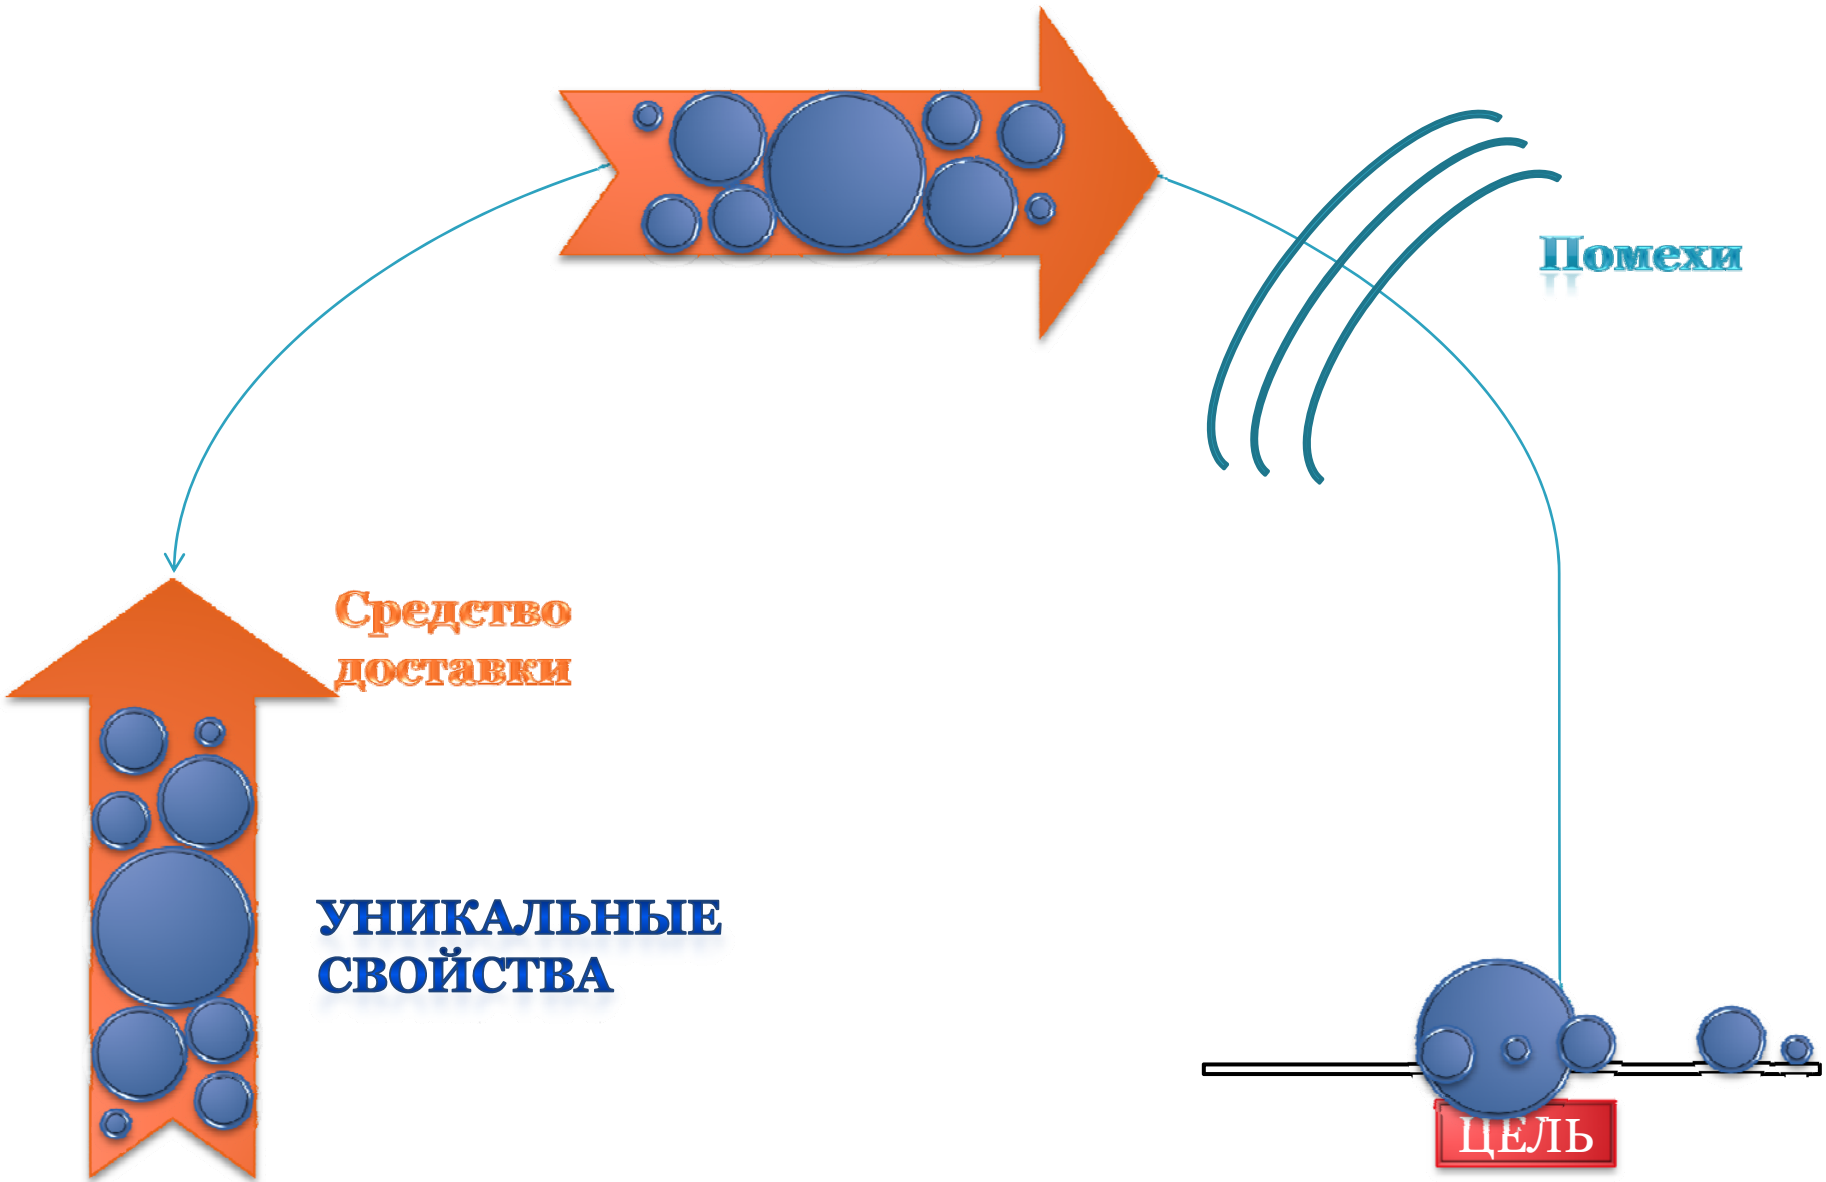 Помехи
Средство
доставки
УНИКАЛЬНЫЕ
СВОЙСТВА
ЦЕЛЬ